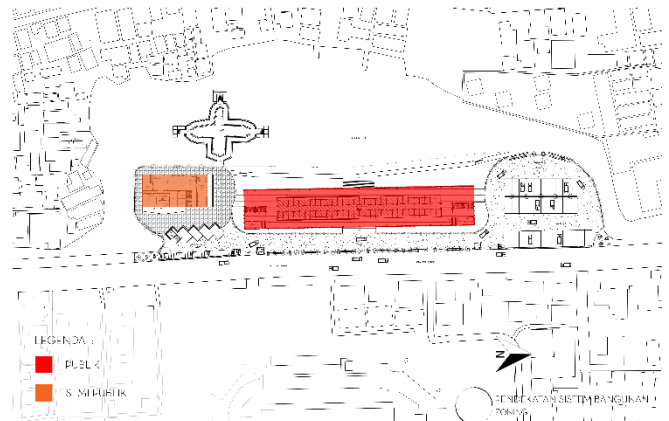 LEGENDA :
PUBLIK
SEMI PUBLIK
N
PENDEKATAN SISTEM BANGUNAN
ZONING